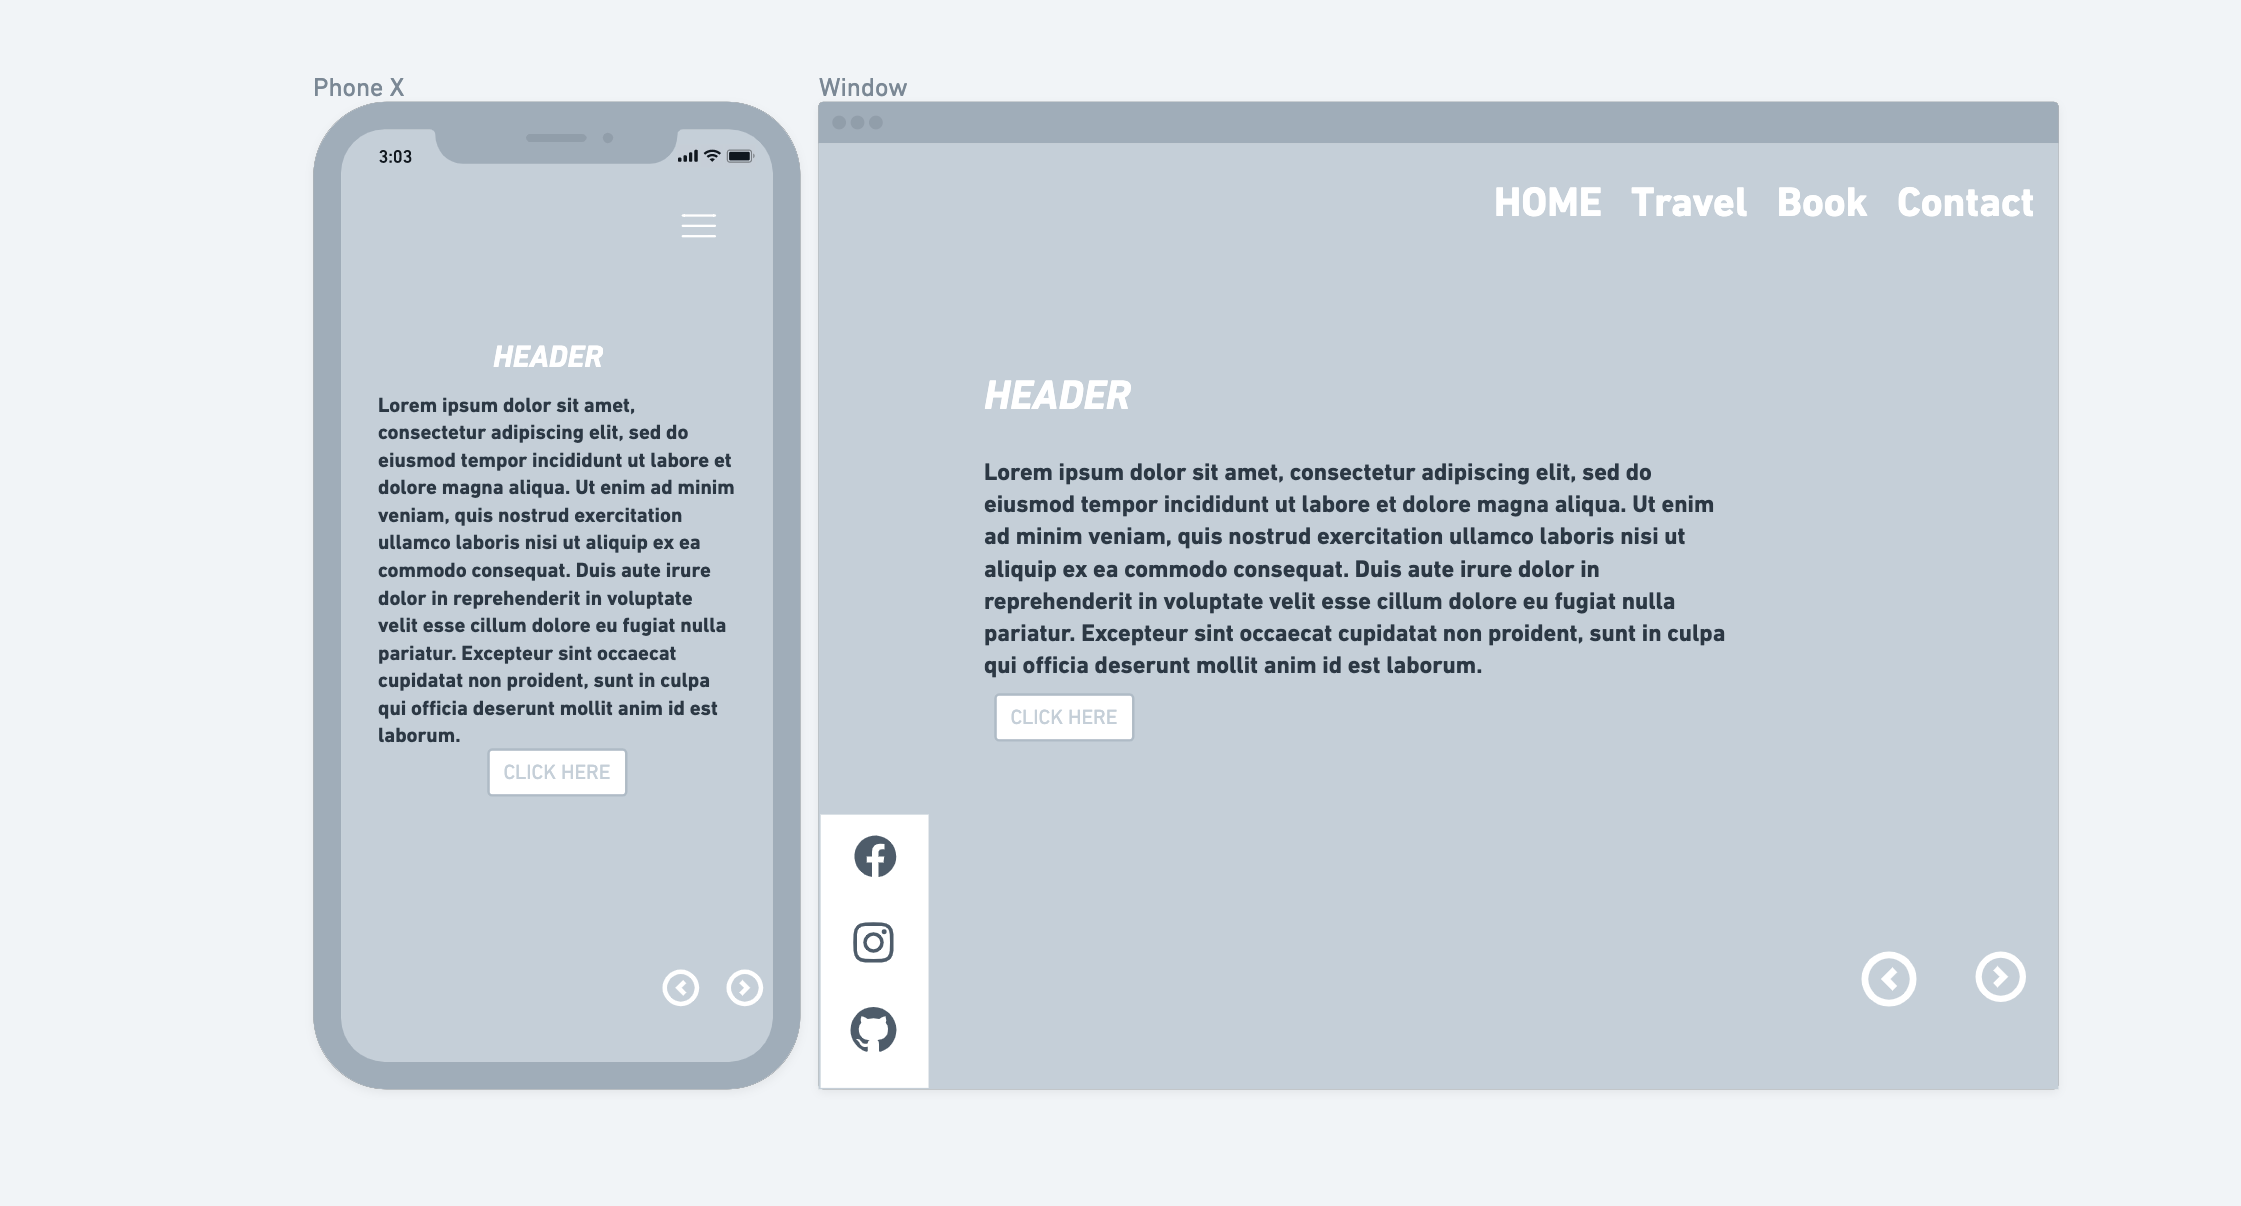 Phone X
3:03
HEADER
Lorem ipsum dolor sit amet,
consectetur adipiscing elit, sed do
eiusmod tempor incididunt ut labore et
dolore magna aliqua. Ut enim ad minim
veniam, quis nostrud exercitation
ullamco laboris nisi ut aliquip ex ea
commodo consequat. Duis aute irure
dolor in reprehenderit in voluptate
velit esse cillum dolore eu fugiat nulla
pariatur. Excepteur sint occaecat
cupidatat non proident, sunt in culpa
qui officia deserunt mollit anim id est
laborum.
CLICK HERE
Window
HOME Travel Book Contact
HEADER
Lorem ipsum dolor sit amet, consectetur adipiscing elit, sed do
eiusmod tempor incididunt ut labore et dolore magna aliqua. Ut enim
ad minim veniam, quis nostrud exercitation ullamco laboris nisi ut
aliquip ex ea commodo consequat. Duis aute irure dolor in
reprehenderit in voluptate velit esse cillum dolore eu fugiat nulla
pariatur. Excepteur sint occaecat cupidatat non proident, sunt in culpa
qui officia deserunt mollit anim id est laborum.
CLICK HERE